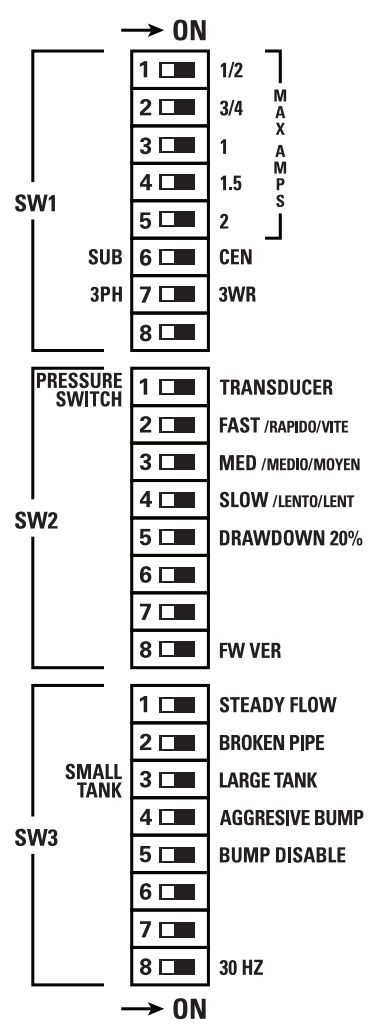 → ON
SW1
1 1/2
2 3/4
3 1
4 1.5
5 2
MAX AMPS
SUB 6 CEN
3PH 7 3WR
8
SW2
PRESSURE SWITCH 1 TRANSDUCER
2 FAST /RAPIDO/VITE
3 MED /MEDIO/MOYEN
4 SLOW /LENTO/LENT
5 DRAWDOWN 20%
6
7
8 FW VER
SW3
1 STEADY FLOW
2 BROKEN PIPE
SMALL TANK 3 LARGE TANK
4 AGGRESIVE BUMP
5 BUMP DISABLE
6
7
8 30 HZ
→ ON